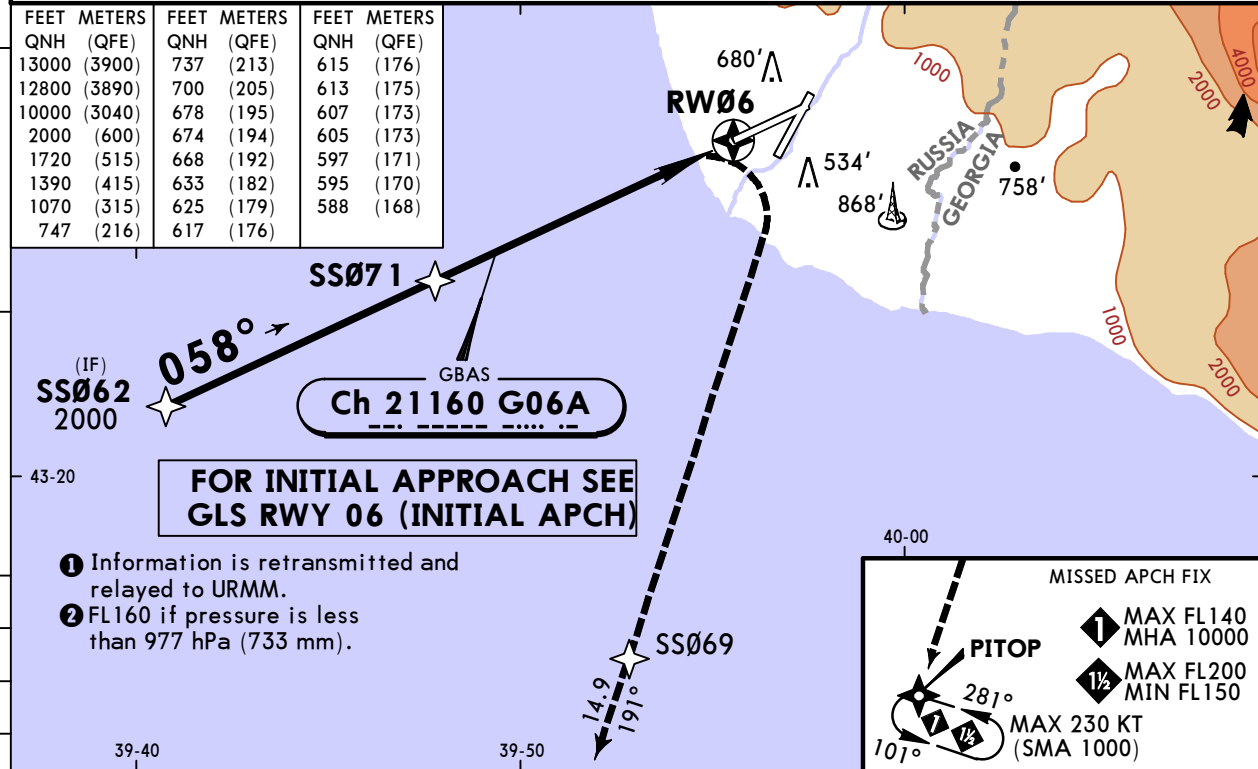 FEET METERS FEET METERS FEET METERS
QNH (QFE) QNH (QFE) QNH (QFE)
13000 (3900) 737 (213) 615 (176)
12800 (3890) 700 (205) 613 (175)
10000 (3040) 678 (195) 607 (173)
2000 (600) 674 (194) 605 (173)
1720 (515) 668 (192) 597 (171)
1390 (415) 633 (182) 595 (170)
1070 (315) 625 (179) 588 (168)
747 (216) 617 (176)
680'
RWØ6
534'
868'
RUSSIA
GEORGIA
758'
1000
2000
4000
1000
2000
SSØ71
058°
(IF)
SSØ62
2000
GBAS
Ch 21160 G06A
43-20
FOR INITIAL APPROACH SEE
GLS RWY 06 (INITIAL APCH)
1 Information is retransmitted and
relayed to URMM.
2 FL160 if pressure is less
than 977 hPa (733 mm).
SSØ69
14.9
191°
39-40
39-50
40-00
MISSED APCH FIX
1 MAX FL140
MHA 10000
1½ MAX FL200
MIN FL150
PITOP
281°
1
1½
101°
MAX 230 KT
(SMA 1000)